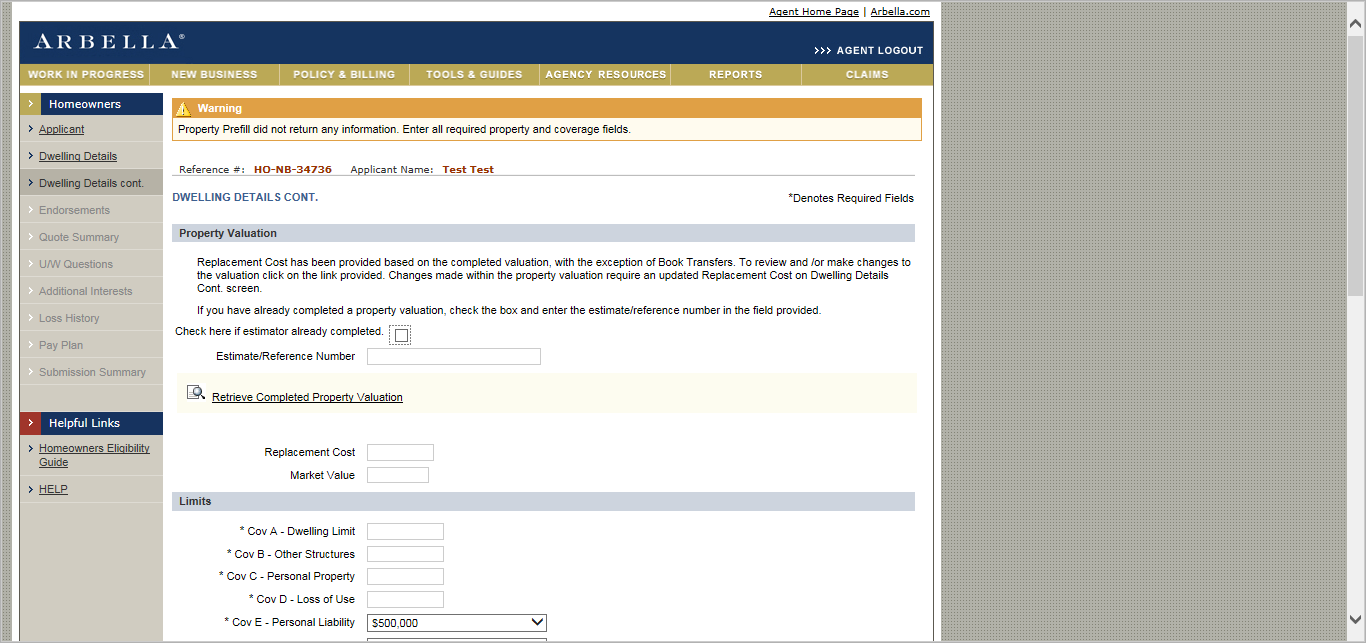 Agent Home Page | Arbella.com
ARBELLA®
>>> AGENT LOGOUT
WORK IN PROGRESS NEW BUSINESS POLICY & BILLING TOOLS & GUIDES AGENCY RESOURCES REPORTS CLAIMS
Homeowners
Applicant
Dwelling Details
Dwelling Details cont.
Endorsements
Quote Summary
U/W Questions
Additional Interests
Loss History
Pay Plan
Submission Summary
Helpful Links
Homeowners Eligibility
Guide
HELP
Warning
Property Prefill did not return any information. Enter all required property and coverage fields.
Reference #: HO-NB-34736 Applicant Name: Test Test
DWELLING DETAILS CONT.
*Denotes Required Fields
Property Valuation
Replacement Cost has been provided based on the completed valuation, with the exception of Book Transfers. To review and /or make changes to
the valuation click on the link provided. Changes made within the property valuation require an updated Replacement Cost on Dwelling Details
Cont. screen.
If you have already completed a property valuation, check the box and enter the estimate/reference number in the field provided.
Check here if estimator already completed.
Estimate/Reference Number
Retrieve Completed Property Valuation
Replacement Cost
Market Value
Limits
* Cov A - Dwelling Limit
* Cov B - Other Structures
* Cov C - Personal Property
* Cov D - Loss of Use
* Cov E - Personal Liability $500,000